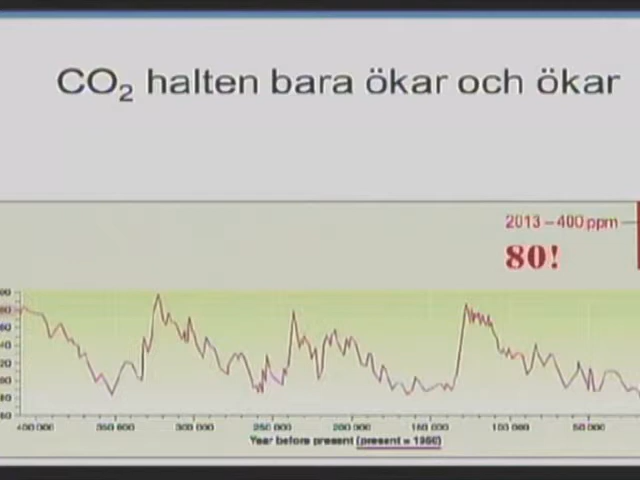 CO₂ halten bara ökar och ökar
2013 – 400 ppm
80!
400 000 350 000 300 000 250 000 200 000 150 000 100 000 50 000
Year before present (present = 1950)